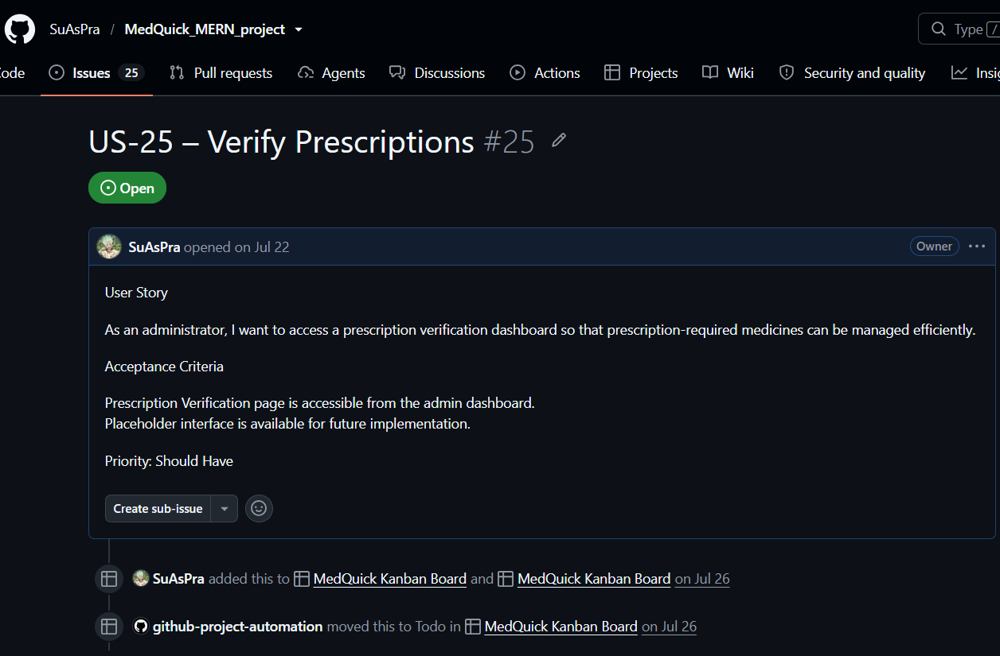 SuAsPra / MedQuick_MERN_project
Type /
ode Issues 25 Pull requests Agents Discussions Actions Projects Wiki Security and quality Insig
US-25 – Verify Prescriptions #25
Open
SuAsPra opened on Jul 22 Owner
User Story
As an administrator, I want to access a prescription verification dashboard so that prescription-required medicines can be managed efficiently.
Acceptance Criteria
Prescription Verification page is accessible from the admin dashboard.
Placeholder interface is available for future implementation.
Priority: Should Have
Create sub-issue
SuAsPra added this to MedQuick Kanban Board and MedQuick Kanban Board on Jul 26
github-project-automation moved this to Todo in MedQuick Kanban Board on Jul 26